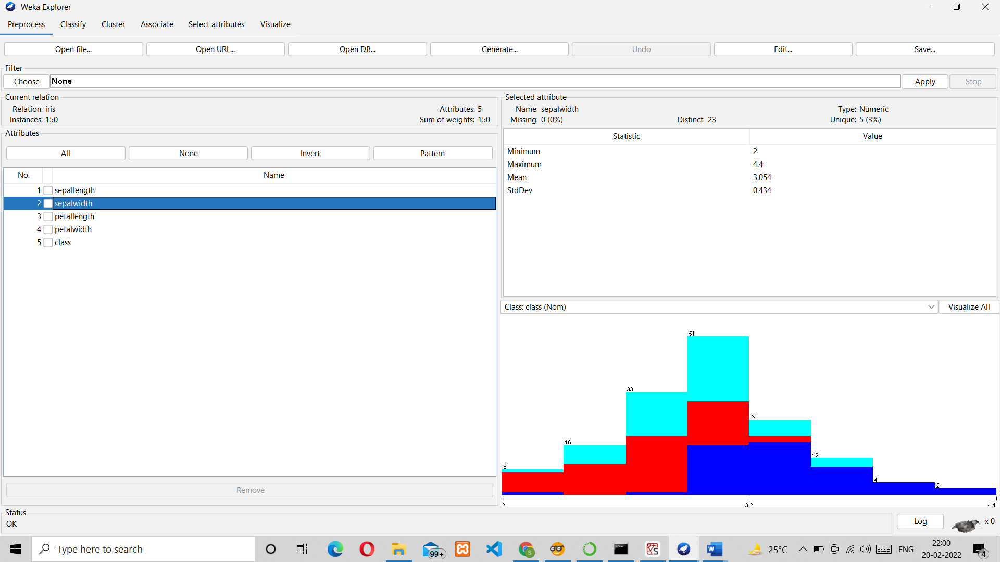 Weka Explorer
Preprocess Classify Cluster Associate Select attributes Visualize
Open file... Open URL... Open DB... Generate... Undo Edit... Save...
Filter
Choose None Apply Stop
Current relation
Relation: iris Attributes: 5
Instances: 150 Sum of weights: 150
Attributes
All None Invert Pattern
No. Name
1 sepallength
2 sepalwidth
3 petallength
4 petalwidth
5 class
Remove
Selected attribute
Name: sepalwidth Type: Numeric
Missing: 0 (0%) Distinct: 23 Unique: 5 (3%)
Statistic Value
Minimum 2
Maximum 4.4
Mean 3.054
StdDev 0.434
Class: class (Nom) Visualize All
51
33
24
16
12
8
4
2
2 3.2 4.4
Status
OK
Log x 0
Type here to search 99+ 25°C ENG 22:00
20-02-2022 4